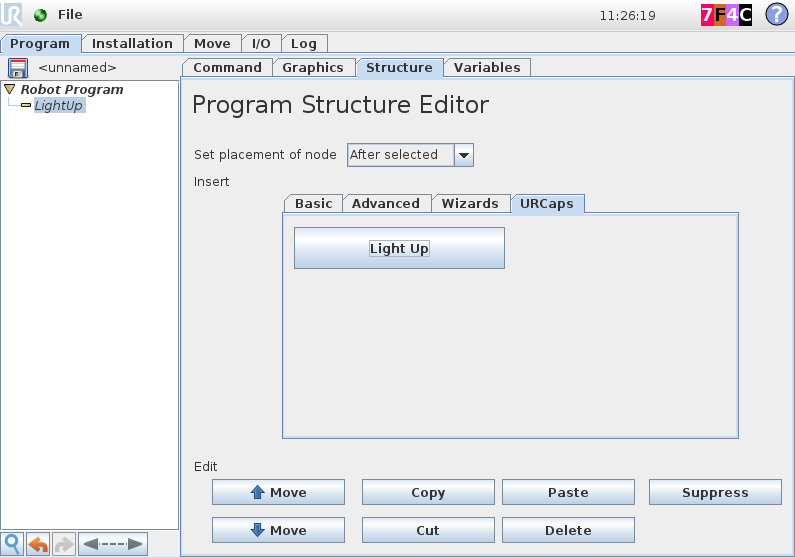 UR File 11:26:19 7F4C ?
Program Installation Move I/O Log
<unnamed> Command Graphics Structure Variables
Robot Program
LightUp
Program Structure Editor
Set placement of node After selected
Insert
Basic Advanced Wizards URCaps
Light Up
Edit
Move Copy Paste Suppress
Move Cut Delete